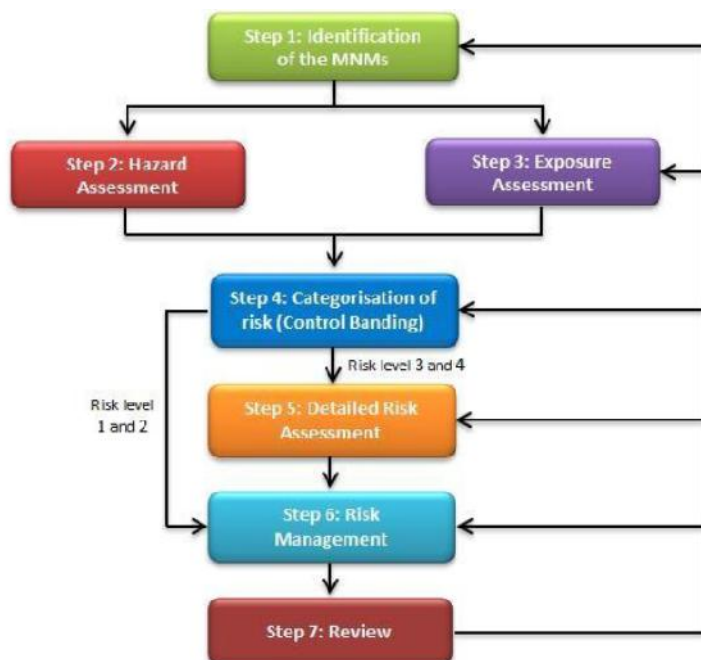 Step 1: Identification
of the MNMs
Step 2: Hazard
Assessment
Step 3: Exposure
Assessment
Step 4: Categorisation of
risk (Control Banding)
Risk level 3 and 4
Risk level
1 and 2
Step 5: Detailed Risk
Assessment
Step 6: Risk
Management
Step 7: Review